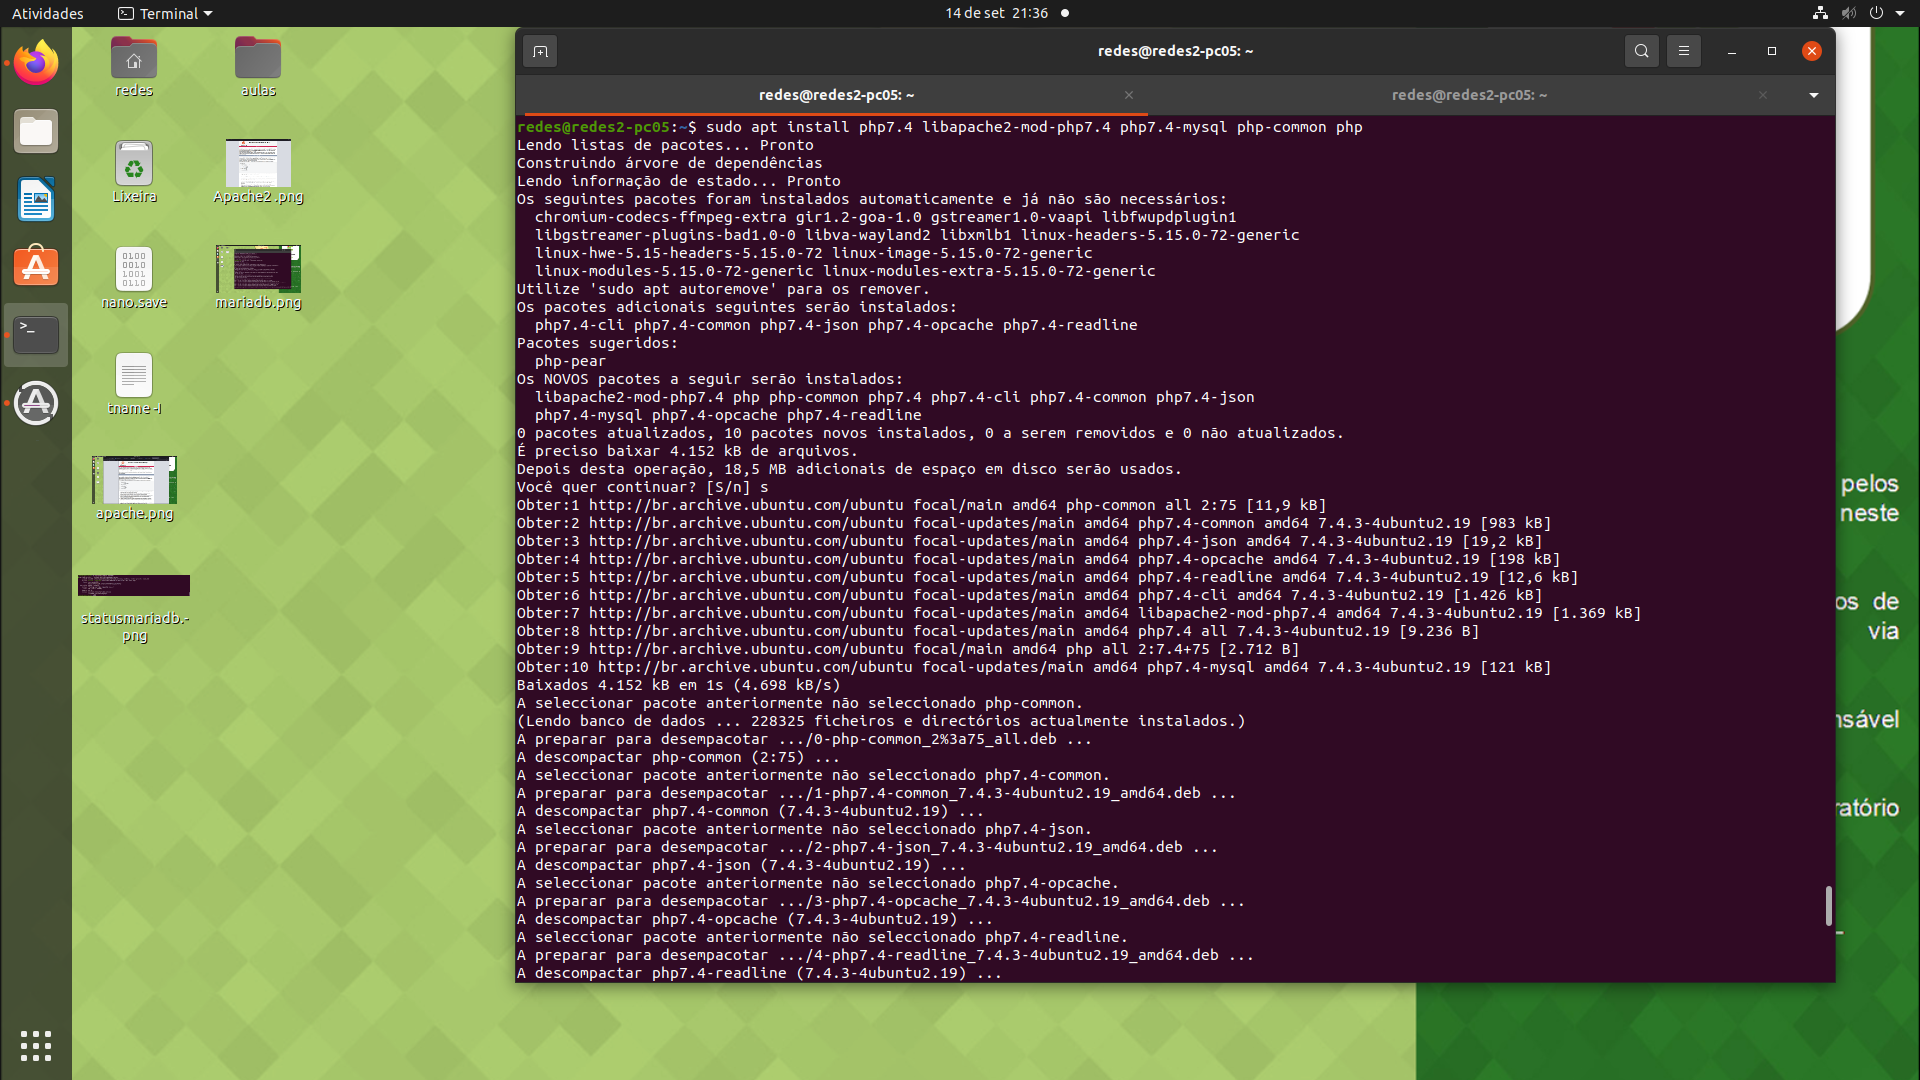 Atividades
Terminal
14 de set 21:36
redes
aulas
Lixeira
Apache2 .png
nano.save
mariadb.png
tname -l
apache.png
statusmariadb.-
png
redes@redes2-pc05: ~
redes@redes2-pc05: ~
redes@redes2-pc05: ~
redes@redes2-pc05:~$ sudo apt install php7.4 libapache2-mod-php7.4 php7.4-mysql php-common php
Lendo listas de pacotes... Pronto
Construindo árvore de dependências
Lendo informação de estado... Pronto
Os seguintes pacotes foram instalados automaticamente e já não são necessários:
chromium-codecs-ffmpeg-extra gir1.2-goa-1.0 gstreamer1.0-vaapi libfwupdplugin1
libgstreamer-plugins-bad1.0-0 libva-wayland2 libxmlb1 linux-headers-5.15.0-72-generic
linux-hwe-5.15-headers-5.15.0-72 linux-image-5.15.0-72-generic
linux-modules-5.15.0-72-generic linux-modules-extra-5.15.0-72-generic
Utilize 'sudo apt autoremove' para os remover.
Os pacotes adicionais seguintes serão instalados:
php7.4-cli php7.4-common php7.4-json php7.4-opcache php7.4-readline
Pacotes sugeridos:
php-pear
Os NOVOS pacotes a seguir serão instalados:
libapache2-mod-php7.4 php php-common php7.4 php7.4-cli php7.4-common php7.4-json
php7.4-mysql php7.4-opcache php7.4-readline
0 pacotes atualizados, 10 pacotes novos instalados, 0 a serem removidos e 0 não atualizados.
É preciso baixar 4.152 kB de arquivos.
Depois desta operação, 18,5 MB adicionais de espaço em disco serão usados.
Você quer continuar? [S/n] s
Obter:1 http://br.archive.ubuntu.com/ubuntu focal/main amd64 php-common all 2:75 [11,9 kB]
Obter:2 http://br.archive.ubuntu.com/ubuntu focal-updates/main amd64 php7.4-common amd64 7.4.3-4ubuntu2.19 [983 kB]
Obter:3 http://br.archive.ubuntu.com/ubuntu focal-updates/main amd64 php7.4-json amd64 7.4.3-4ubuntu2.19 [19,2 kB]
Obter:4 http://br.archive.ubuntu.com/ubuntu focal-updates/main amd64 php7.4-opcache amd64 7.4.3-4ubuntu2.19 [198 kB]
Obter:5 http://br.archive.ubuntu.com/ubuntu focal-updates/main amd64 php7.4-readline amd64 7.4.3-4ubuntu2.19 [12,6 kB]
Obter:6 http://br.archive.ubuntu.com/ubuntu focal-updates/main amd64 php7.4-cli amd64 7.4.3-4ubuntu2.19 [1.426 kB]
Obter:7 http://br.archive.ubuntu.com/ubuntu focal-updates/main amd64 libapache2-mod-php7.4 amd64 7.4.3-4ubuntu2.19 [1.369 kB]
Obter:8 http://br.archive.ubuntu.com/ubuntu focal-updates/main amd64 php7.4 all 7.4.3-4ubuntu2.19 [9.236 B]
Obter:9 http://br.archive.ubuntu.com/ubuntu focal/main amd64 php all 2:7.4+75 [2.712 B]
Obter:10 http://br.archive.ubuntu.com/ubuntu focal-updates/main amd64 php7.4-mysql amd64 7.4.3-4ubuntu2.19 [121 kB]
Baixados 4.152 kB em 1s (4.698 kB/s)
A seleccionar pacote anteriormente não seleccionado php-common.
(Lendo banco de dados ... 228325 ficheiros e directórios actualmente instalados.)
A preparar para desempacotar .../0-php-common_2%3a75_all.deb ...
A descompactar php-common (2:75) ...
A seleccionar pacote anteriormente não seleccionado php7.4-common.
A preparar para desempacotar .../1-php7.4-common_7.4.3-4ubuntu2.19_amd64.deb ...
A descompactar php7.4-common (7.4.3-4ubuntu2.19) ...
A seleccionar pacote anteriormente não seleccionado php7.4-json.
A preparar para desempacotar .../2-php7.4-json_7.4.3-4ubuntu2.19_amd64.deb ...
A descompactar php7.4-json (7.4.3-4ubuntu2.19) ...
A seleccionar pacote anteriormente não seleccionado php7.4-opcache.
A preparar para desempacotar .../3-php7.4-opcache_7.4.3-4ubuntu2.19_amd64.deb ...
A descompactar php7.4-opcache (7.4.3-4ubuntu2.19) ...
A seleccionar pacote anteriormente não seleccionado php7.4-readline.
A preparar para desempacotar .../4-php7.4-readline_7.4.3-4ubuntu2.19_amd64.deb ...
A descompactar php7.4-readline (7.4.3-4ubuntu2.19) ...
pelos
neste
os de
via
nsável
ratório